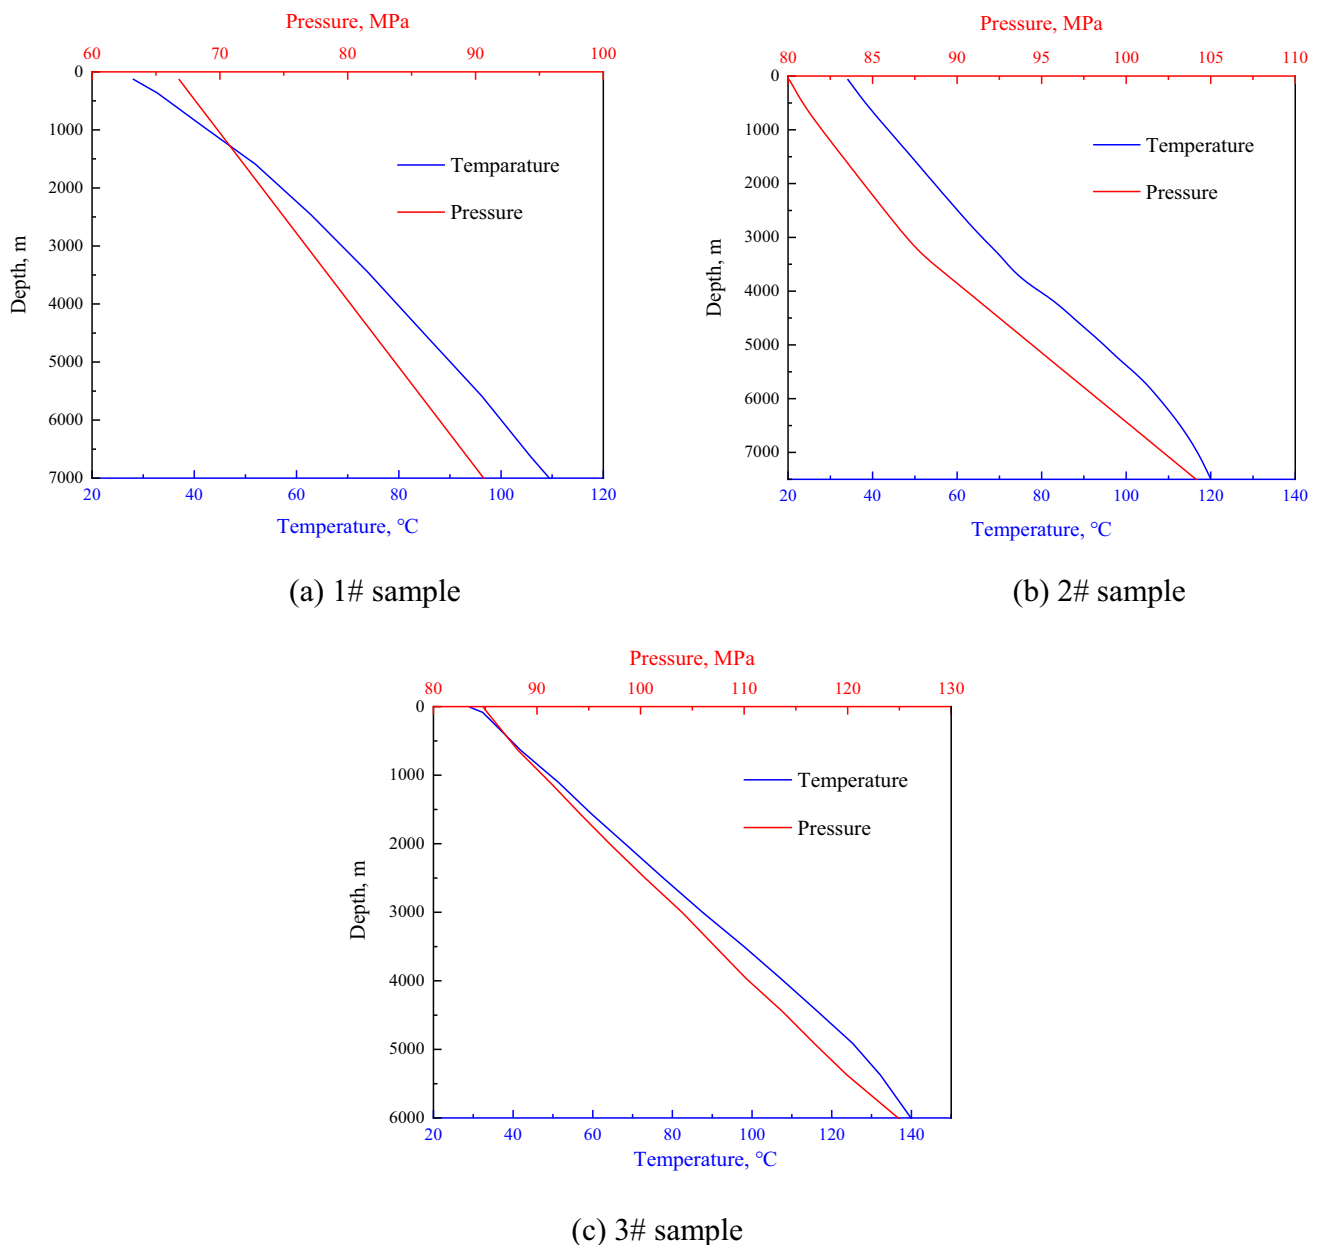 Pressure, MPa
60 70 80 90 100
0
1000
2000
3000
4000
5000
6000
7000
Depth, m
Temparature
Pressure
20 40 60 80 100 120
Temperature, °C
(a) 1# sample
Pressure, MPa
80 85 90 95 100 105 110
0
1000
2000
3000
4000
5000
6000
7000
Depth, m
Temperature
Pressure
20 40 60 80 100 120 140
Temperature, °C
(b) 2# sample
Pressure, MPa
80 90 100 110 120 130
0
1000
2000
3000
4000
5000
6000
Depth, m
Temperature
Pressure
20 40 60 80 100 120 140
Temperature, °C
(c) 3# sample